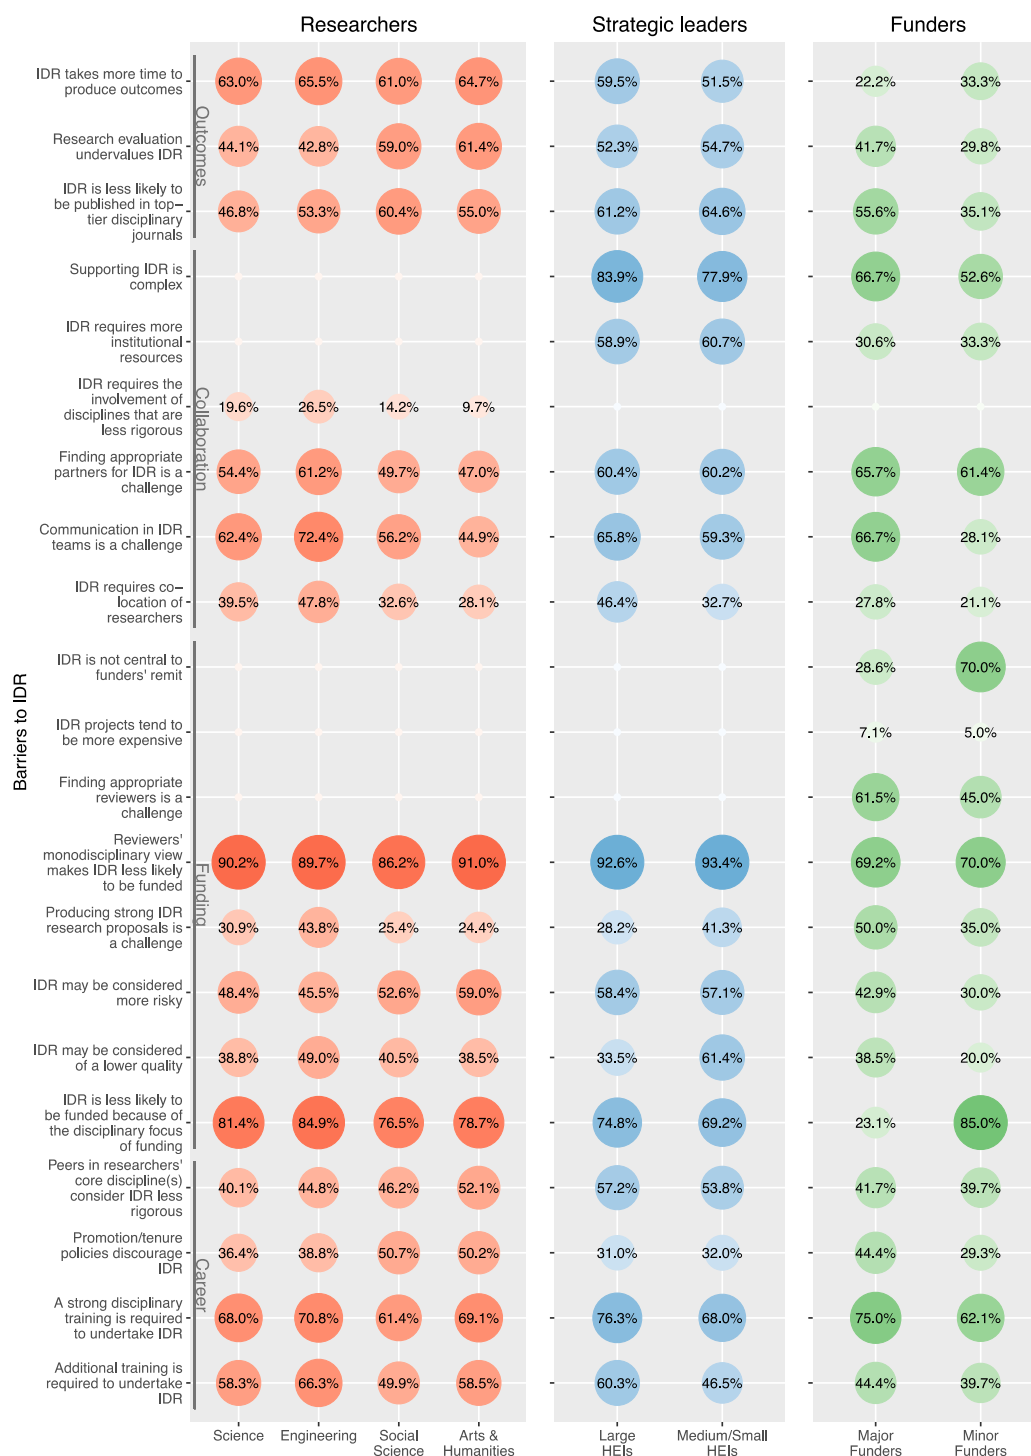 Researchers
Strategic leaders
Funders
Barriers to IDR
Outcomes
IDR takes more time to
produce outcomes
63.0% 65.5% 61.0% 64.7% 59.5% 51.5% 22.2% 33.3%
Research evaluation
undervalues IDR
44.1% 42.8% 59.0% 61.4% 52.3% 54.7% 41.7% 29.8%
IDR is less likely to
be published in top−
tier disciplinary
journals
46.8% 53.3% 60.4% 55.0% 61.2% 64.6% 55.6% 35.1%
Collaboration
Supporting IDR is
complex
83.9% 77.9% 66.7% 52.6%
IDR requires more
institutional
resources
58.9% 60.7% 30.6% 33.3%
IDR requires the
involvement of
disciplines that are
less rigorous
19.6% 26.5% 14.2% 9.7%
Finding appropriate
partners for IDR is a
challenge
54.4% 61.2% 49.7% 47.0% 60.4% 60.2% 65.7% 61.4%
Communication in IDR
teams is a challenge
62.4% 72.4% 56.2% 44.9% 65.8% 59.3% 66.7% 28.1%
IDR requires co−
location of
researchers
39.5% 47.8% 32.6% 28.1% 46.4% 32.7% 27.8% 21.1%
Funding
IDR is not central to
funders' remit
28.6% 70.0%
IDR projects tend to
be more expensive
7.1% 5.0%
Finding appropriate
reviewers is a
challenge
61.5% 45.0%
Reviewers'
monodisciplinary view
makes IDR less likely
to be funded
90.2% 89.7% 86.2% 91.0% 92.6% 93.4% 69.2% 70.0%
Producing strong IDR
research proposals is
a challenge
30.9% 43.8% 25.4% 24.4% 28.2% 41.3% 50.0% 35.0%
IDR may be considered
more risky
48.4% 45.5% 52.6% 59.0% 58.4% 57.1% 42.9% 30.0%
IDR may be considered
of a lower quality
38.8% 49.0% 40.5% 38.5% 33.5% 61.4% 38.5% 20.0%
IDR is less likely to
be funded because of
the disciplinary focus
of funding
81.4% 84.9% 76.5% 78.7% 74.8% 69.2% 23.1% 85.0%
Career
Peers in researchers'
core discipline(s)
consider IDR less
rigorous
40.1% 44.8% 46.2% 52.1% 57.2% 53.8% 41.7% 39.7%
Promotion/tenure
policies discourage
IDR
36.4% 38.8% 50.7% 50.2% 31.0% 32.0% 44.4% 29.3%
A strong disciplinary
training is required
to undertake IDR
68.0% 70.8% 61.4% 69.1% 76.3% 68.0% 75.0% 62.1%
Additional training is
required to undertake
IDR
58.3% 66.3% 49.9% 58.5% 60.3% 46.5% 44.4% 39.7%
Science
Engineering
Social
Science
Arts &
Humanities
Large
HEIs
Medium/Small
HEIs
Major
Funders
Minor
Funders